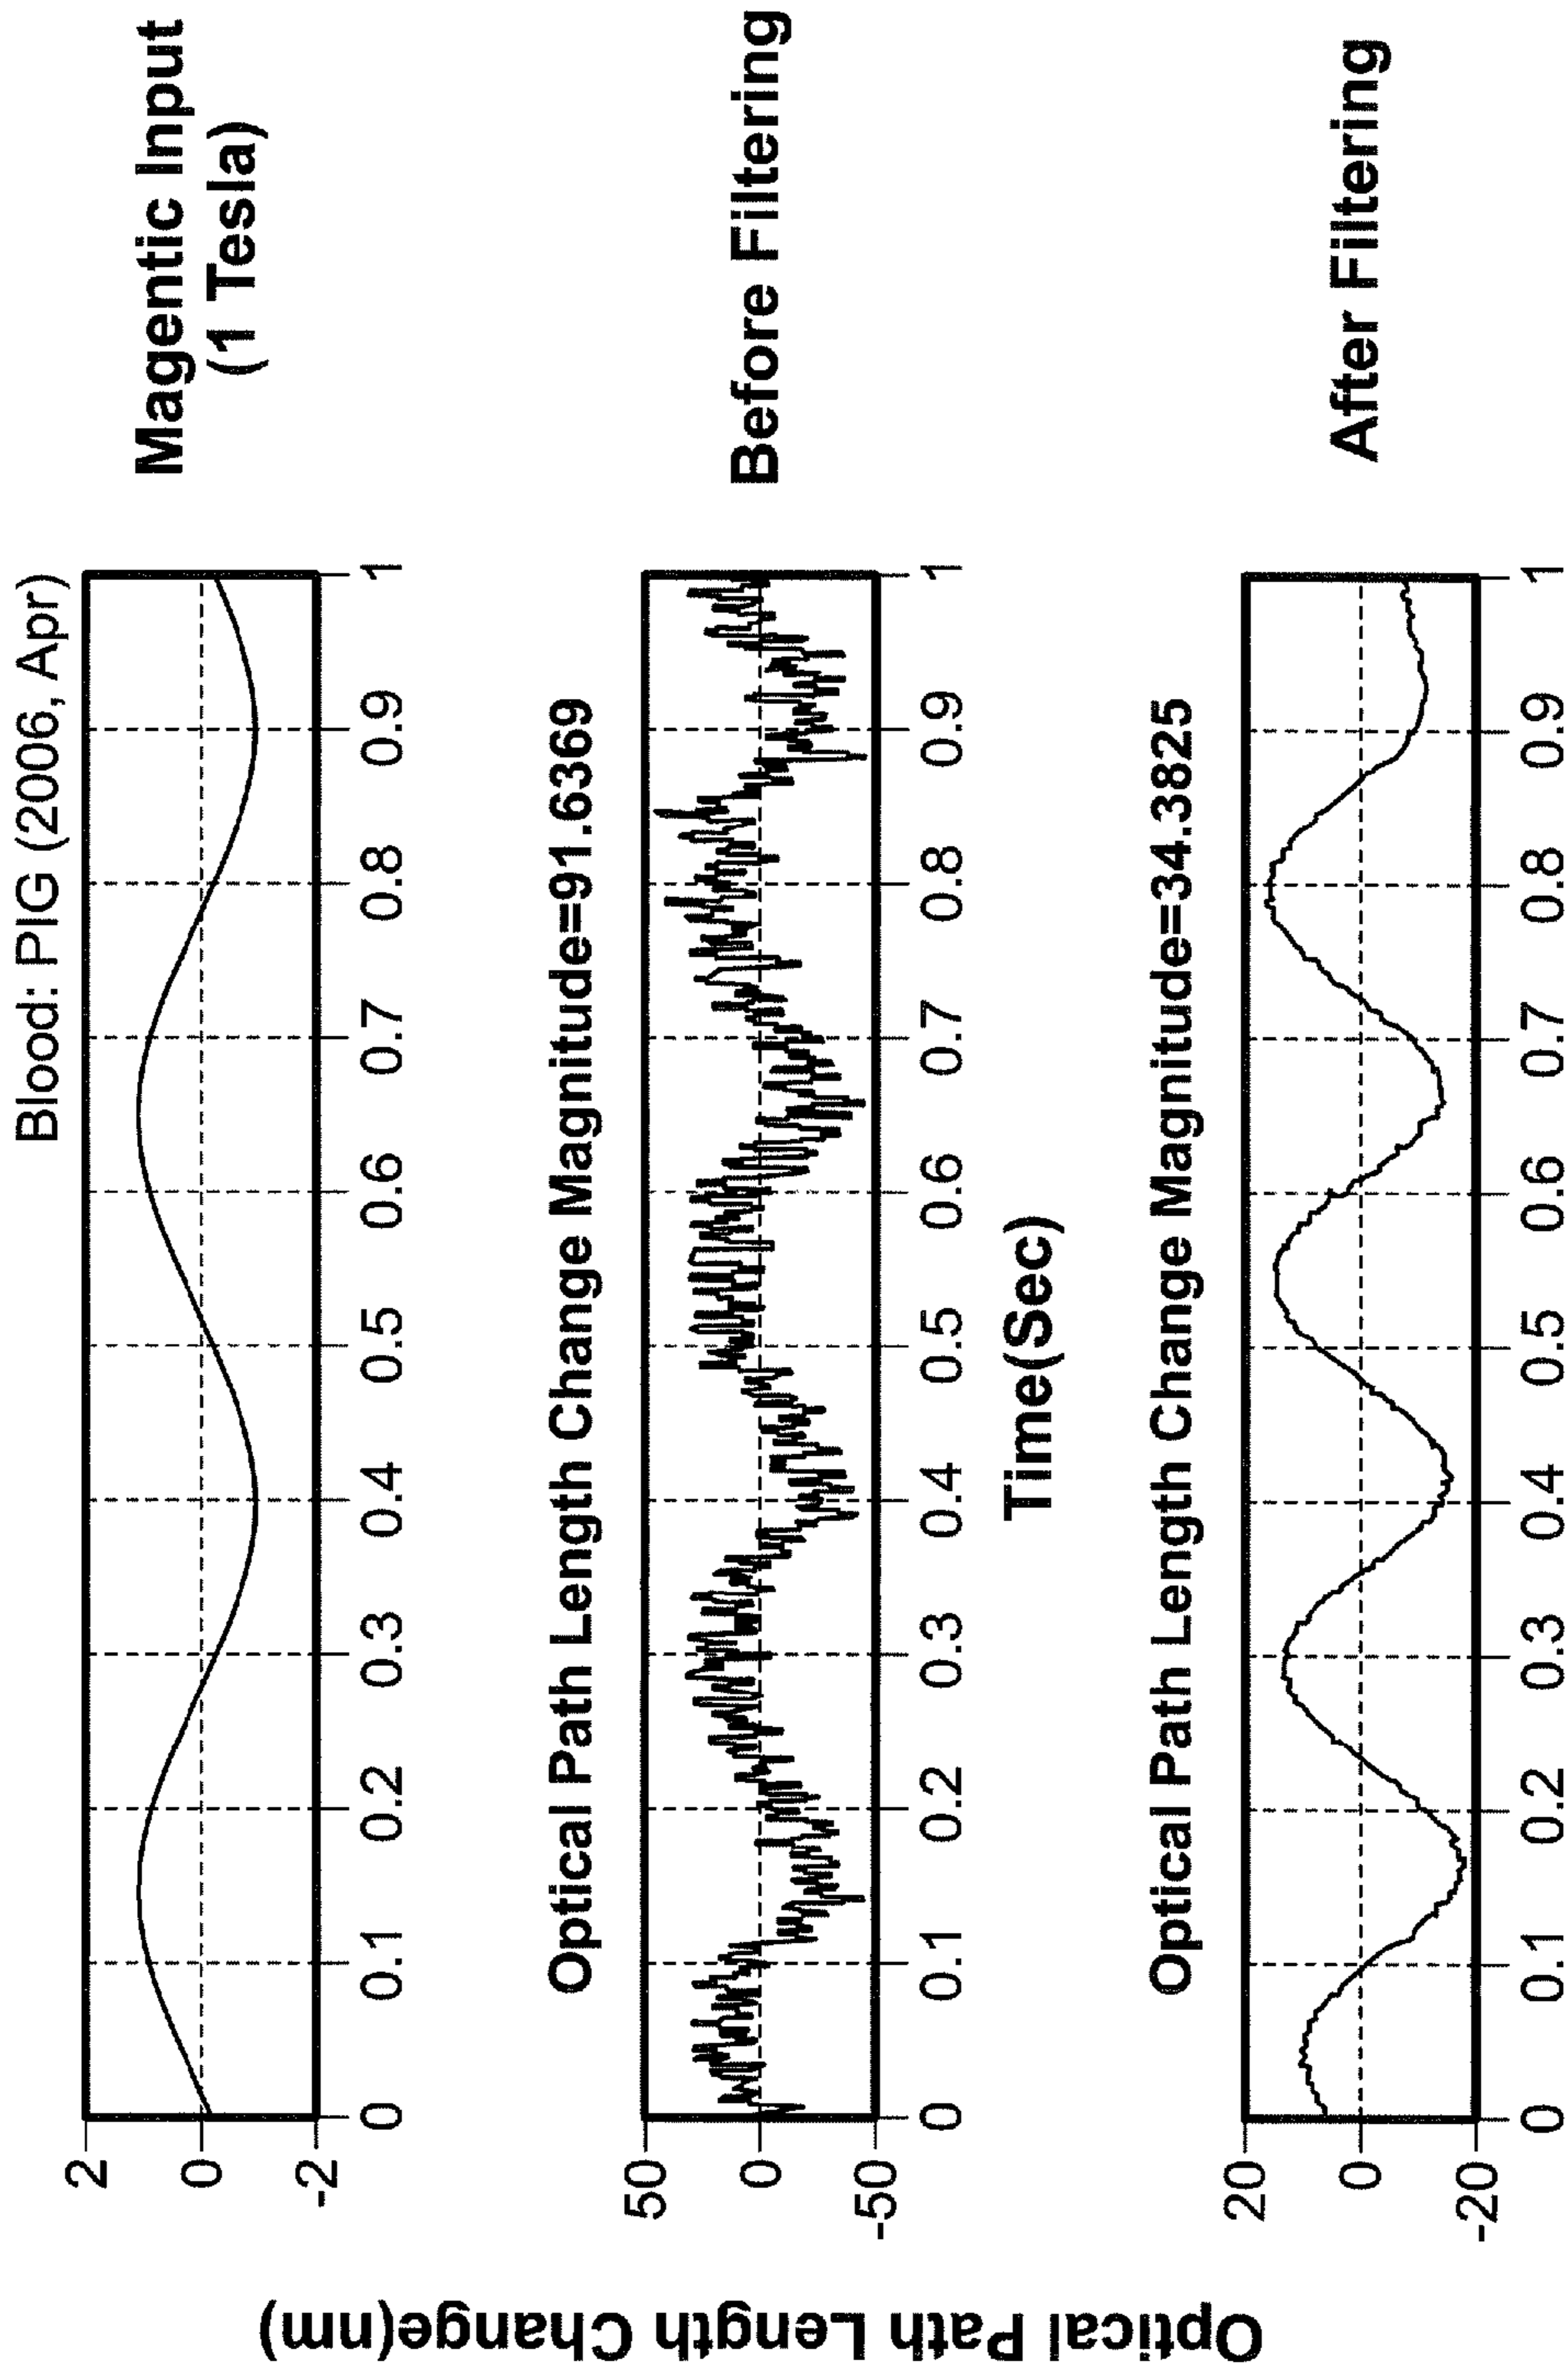 Blood: PIG (2006, Apr)
2
0
-2
0 0.1 0.2 0.3 0.4 0.5 0.6 0.7 0.8 0.9 1
Magentic Input
(1 Tesla)
Optical Path Length Change Magnitude=91.6369
50
0
-50
0 0.1 0.2 0.3 0.4 0.5 0.6 0.7 0.8 0.9 1
Before Filtering
Time(Sec)
Optical Path Length Change Magnitude=34.3825
20
0
-20
0 0.1 0.2 0.3 0.4 0.5 0.6 0.7 0.8 0.9 1
After Filtering
Optical Path Length Change(nm)